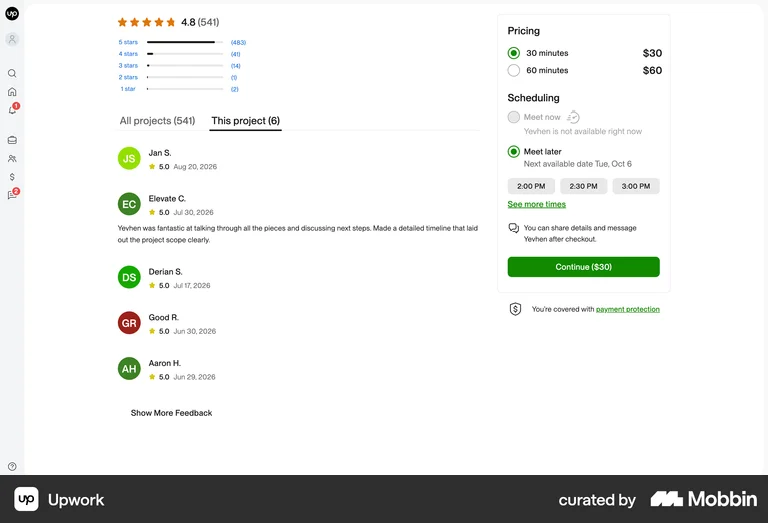 up
1
2
4.8 (541)
5 stars (483)
4 stars (41)
3 stars (14)
2 stars (1)
1 star (2)
All projects (541) This project (6)
JS Jan S.
5.0 Aug 20, 2026
EC Elevate C.
5.0 Jul 30, 2026
Yevhen was fantastic at talking through all the pieces and discussing next steps. Made a detailed timeline that laid
out the project scope clearly.
DS Derian S.
5.0 Jul 17, 2026
GR Good R.
5.0 Jun 30, 2026
AH Aaron H.
5.0 Jun 29, 2026
Show More Feedback
Pricing
30 minutes $30
60 minutes $60
Scheduling
Meet now
Yevhen is not available right now
Meet later
Next available date Tue, Oct 6
2:00 PM 2:30 PM 3:00 PM
See more times
You can share details and message
Yevhen after checkout.
Continue ($30)
You're covered with payment protection
up Upwork
curated by Mobbin